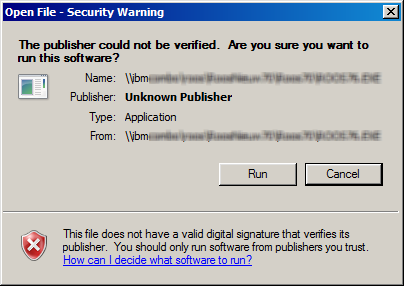 Open File - Security Warning
The publisher could not be verified.  Are you sure you want to
run this software?
Name: \\ibm
Publisher: Unknown Publisher
Type: Application
From: \\ibm
Run Cancel
This file does not have a valid digital signature that verifies its
publisher.  You should only run software from publishers you trust.
How can I decide what software to run?